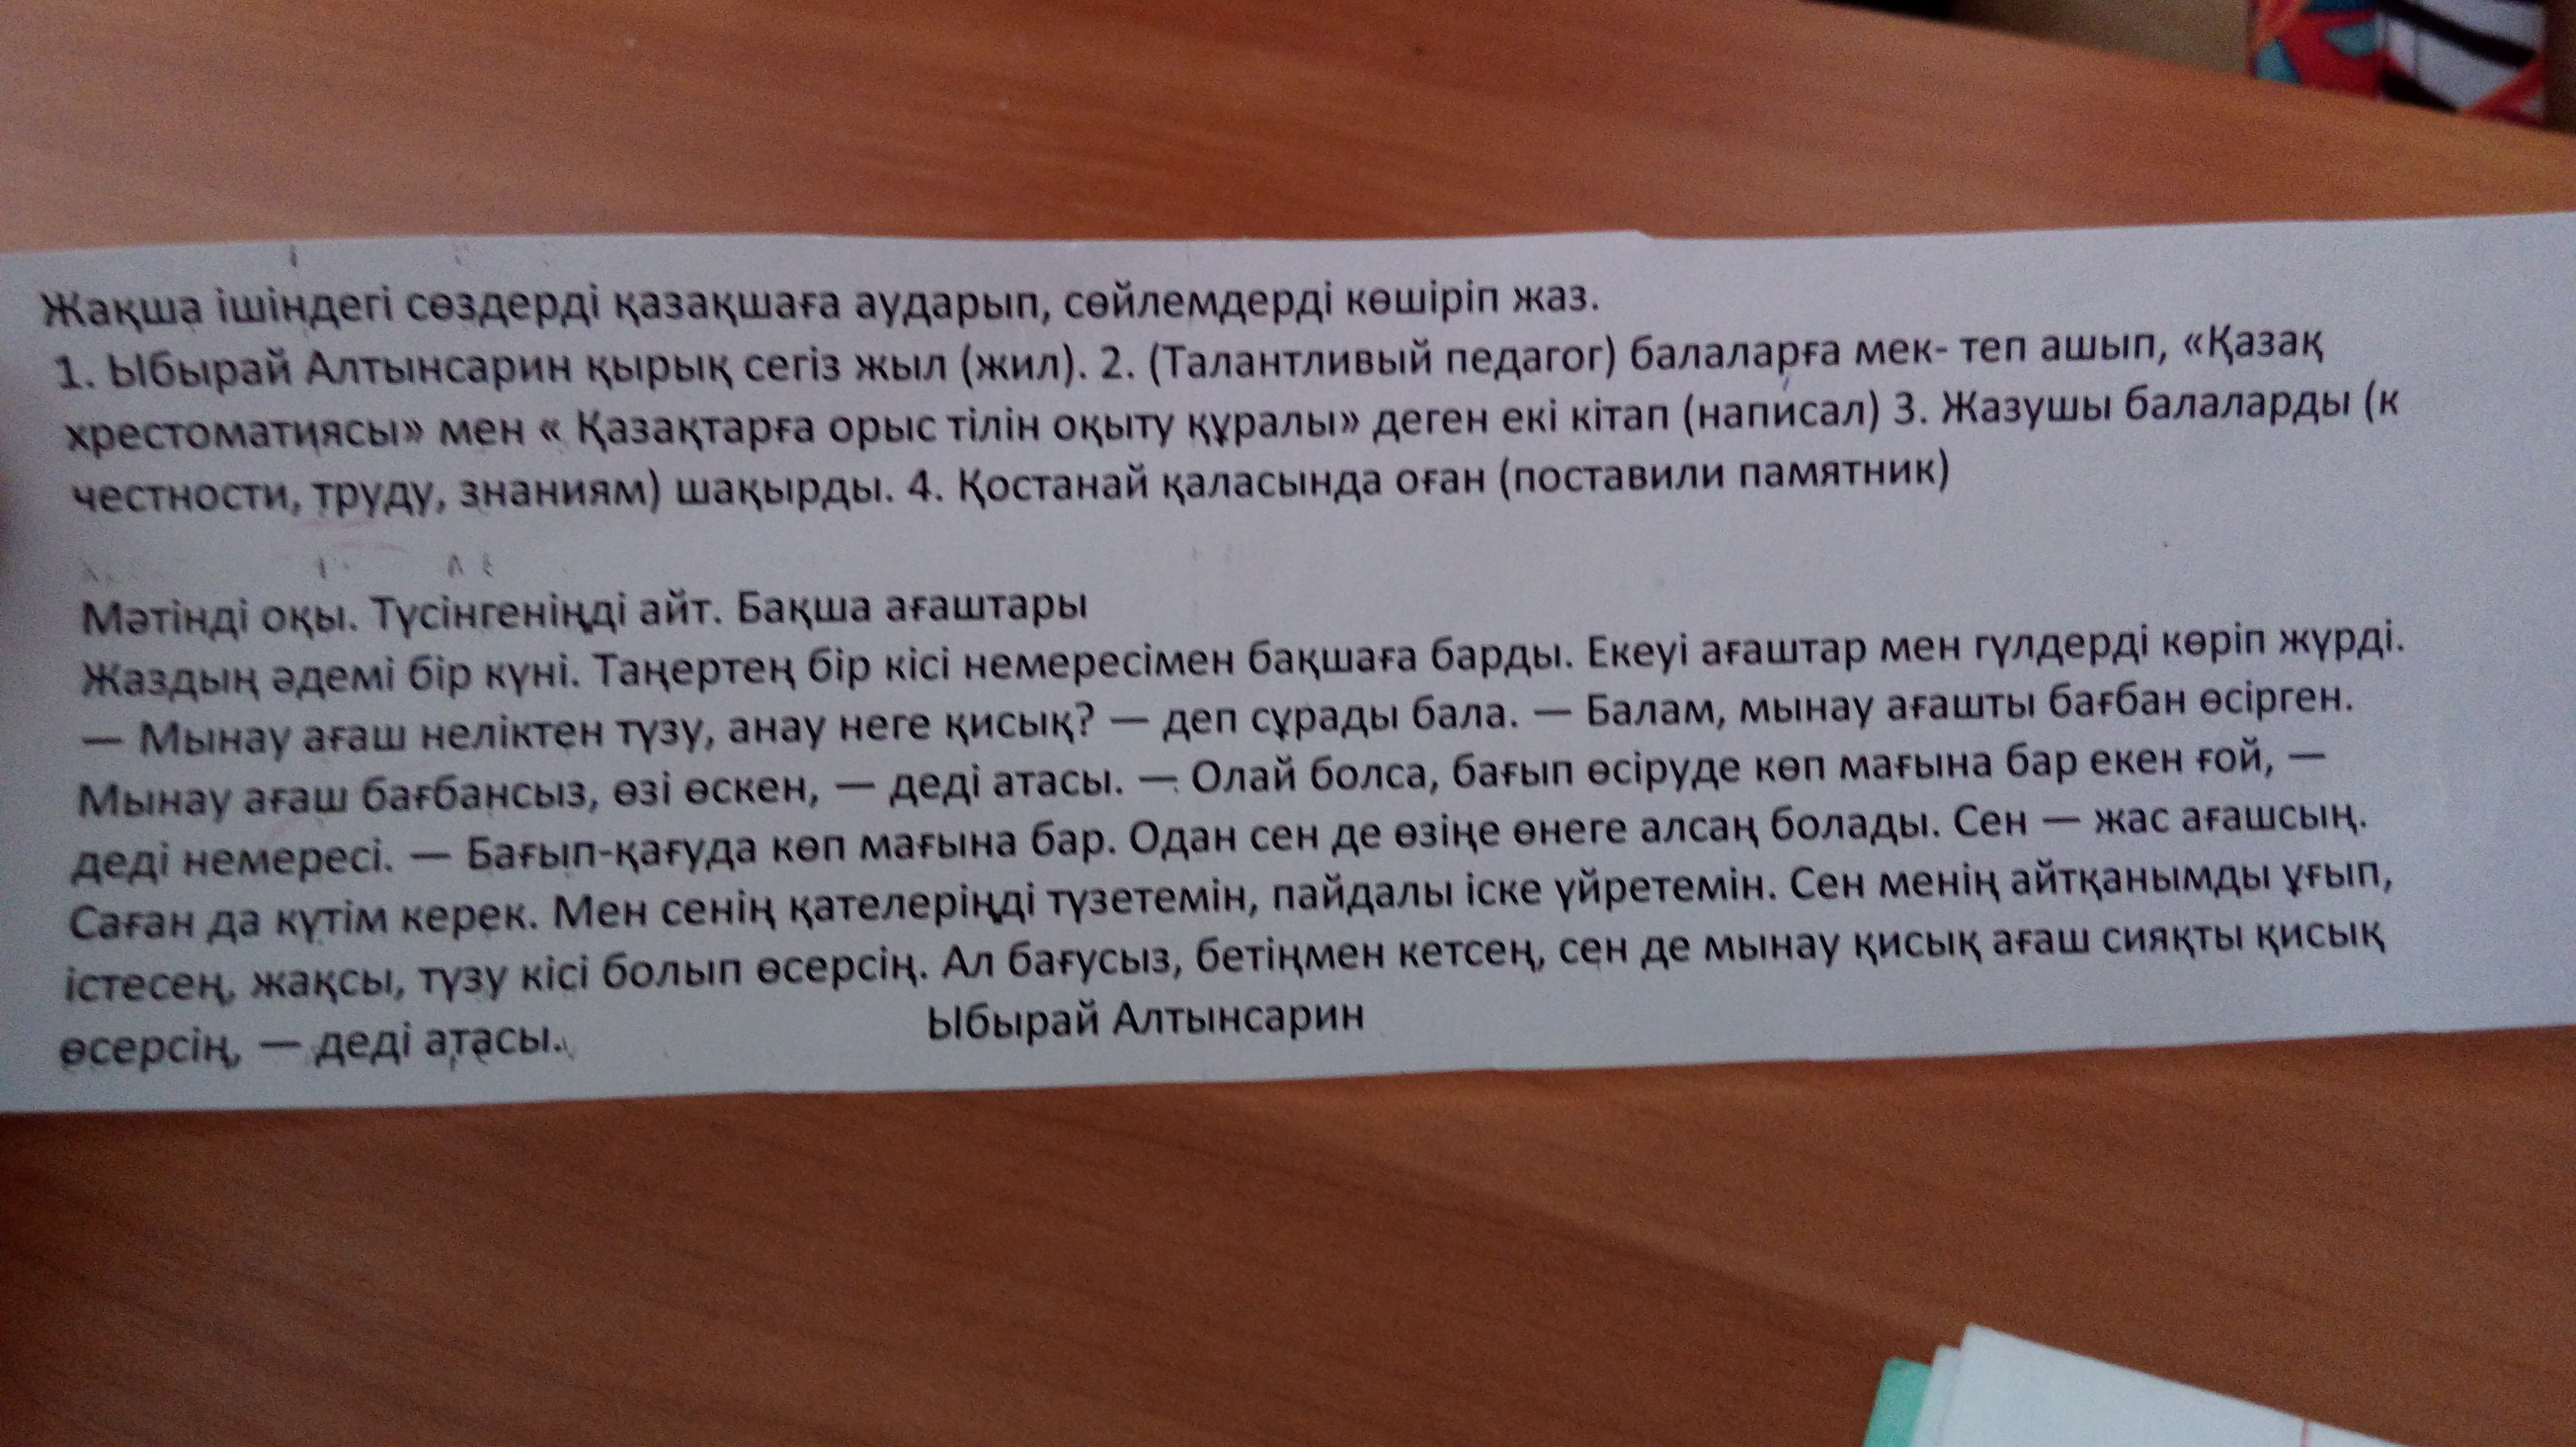 Жақша ішіндегі сөздерді қазақшаға аударып, сөйлемдерді көшіріп жаз.
1. Ыбырай Алтынсарин қырық сегіз жыл (жил). 2. (Талантливый педагог) балаларға мек- теп ашып, «Қазақ
хрестоматиясы» мен « Қазақтарға орыс тілін оқыту құралы» деген екі кітап (написал) 3. Жазушы балаларды (к
честности, труду, знаниям) шақырды. 4. Қостанай қаласында оған (поставили памятник)
Мәтінді оқы. Түсінгеніңді айт. Бақша ағаштары
Жаздың әдемі бір күні. Таңертең бір кісі немересімен бақшаға барды. Екеуі ағаштар мен гүлдерді көріп жүрді.
— Мынау ағаш неліктен түзу, анау неге қисық? — деп сұрады бала. — Балам, мынау ағашты бағбан өсірген.
Мынау ағаш бағбансыз, өзі өскен, — деді атасы. — Олай болса, бағып өсіруде көп мағына бар екен ғой, —
деді немересі. — Бағып-қағуда көп мағына бар. Одан сен де өзіңе өнеге алсаң болады. Сен — жас ағашсың.
Саған да күтім керек. Мен сенің қателеріңді түзетемін, пайдалы іске үйретемін. Сен менің айтқанымды ұғып,
істесең, жақсы, түзу кісі болып өсерсің. Ал бағусыз, бетіңмен кетсең, сен де мынау қисық ағаш сияқты қисық
өсерсің, — деді атасы. Ыбырай Алтынсарин